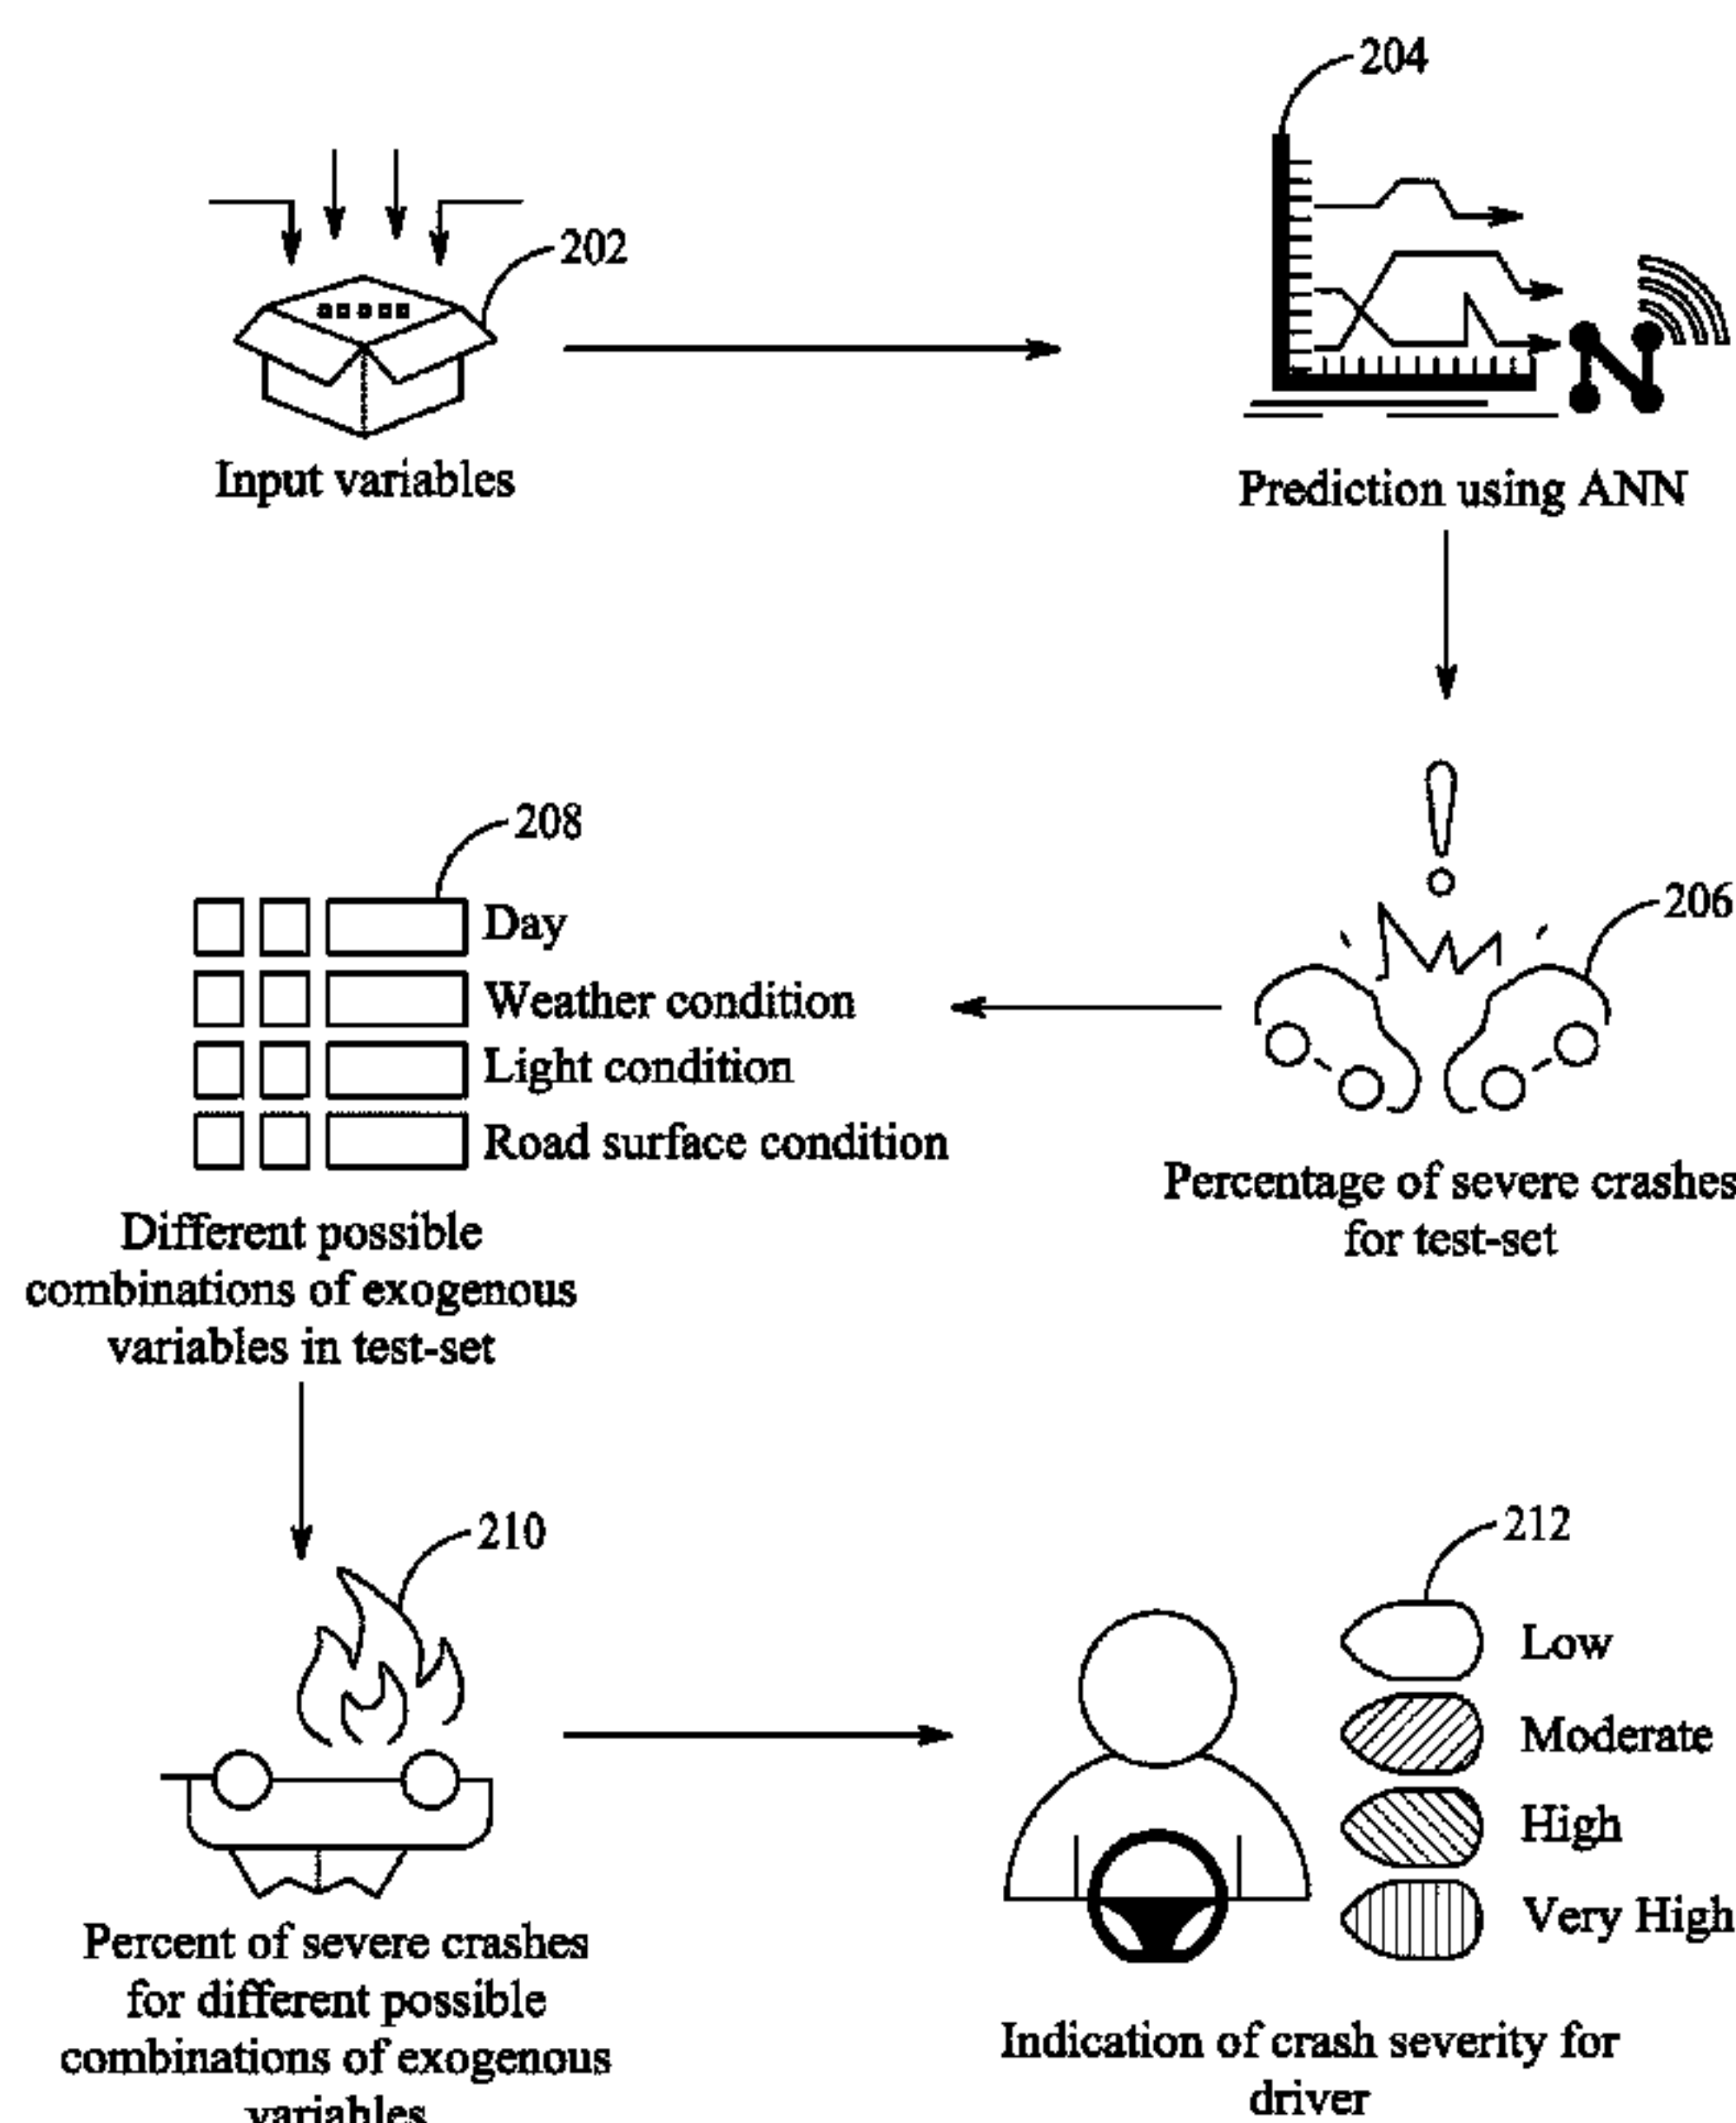 204
202
Input variables
Prediction using ANN
208
Day
Weather condition
Light condition
Road surface condition
206
Percentage of severe crashes
for test-set
Different possible
combinations of exogenous
variables in test-set
210
Percent of severe crashes
for different possible
combinations of exogenous
variables
212
Low
Moderate
High
Very High
Indication of crash severity for
driver